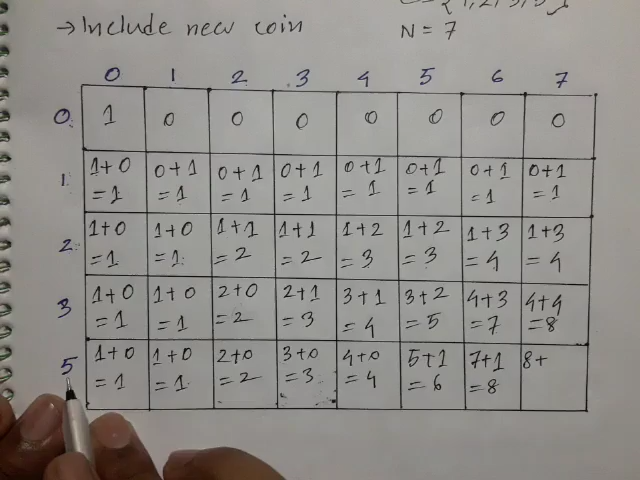 C = {1, 2, 3, 5}
→ Include new coin
N = 7
0 1 2 3 4 5 6 7
0 1 0 0 0 0 0 0 0
1 1+0 0+1 0+1 0+1 0+1 0+1 0+1 0+1
=1 =1 =1 =1 = 1 =1 =1 =1
2 1+0 1+0 1+1 1+1 1+2 1+2 1+3 1+3
=1 =1 =2 =2 =3 =3 =4 =4
3 1+0 1+0 2+0 2+1 3+1 3+2 4+3 4+4
=1 =1 =2 =3 =4 =5 =7 =8
5 1+0 1+0 2+0 3+0 4+0 5+1 7+1 8+
=1 =1 =2 =3 =4 =6 =8